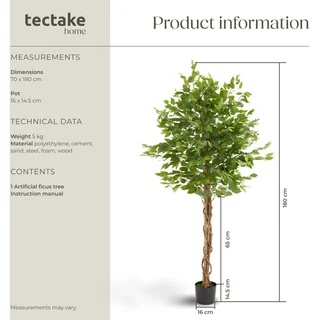 tectake
home
Product information
MEASUREMENTS
Dimensions
70 x 180 cm
Pot
16 x 14.5 cm
TECHNICAL DATA
Weight 5 kg
Material polyethylene, cement,
sand, steel, foam, wood
CONTENTS
1 Artificial ficus tree
Instruction manual
Measurements may vary
180 cm
65 cm
14.5 cm
16 cm